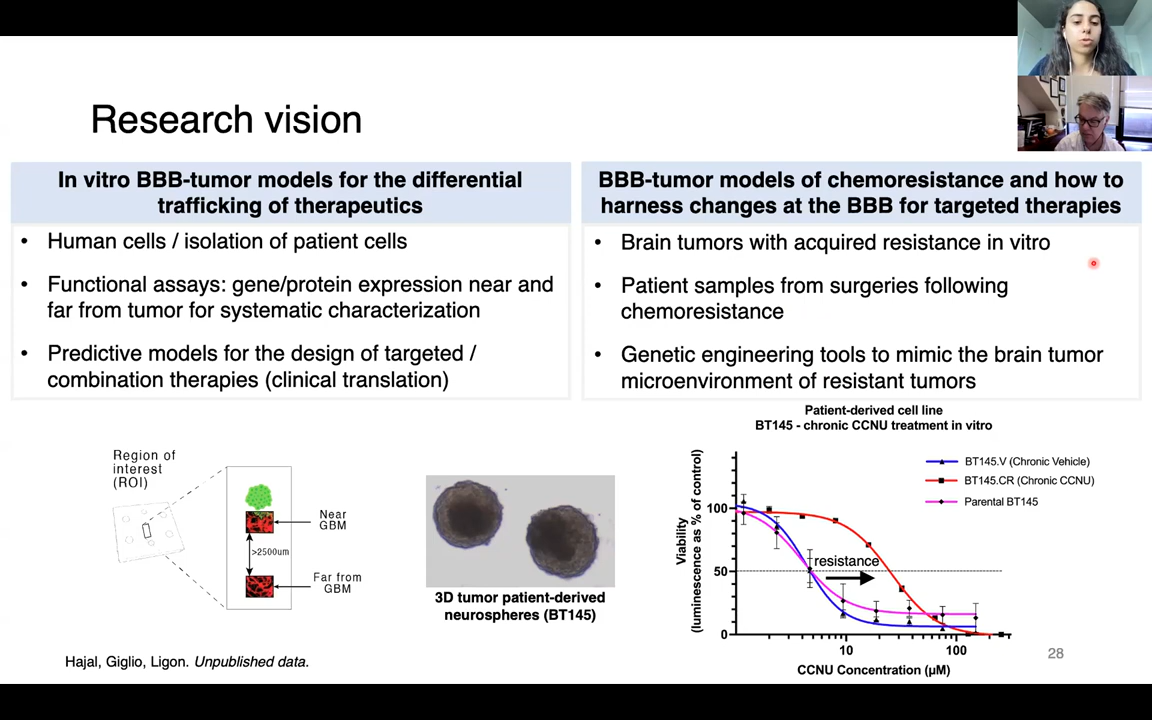 Research vision
In vitro BBB-tumor models for the differential
trafficking of therapeutics
• Human cells / isolation of patient cells
• Functional assays: gene/protein expression near and
far from tumor for systematic characterization
• Predictive models for the design of targeted /
combination therapies (clinical translation)
BBB-tumor models of chemoresistance and how to
harness changes at the BBB for targeted therapies
• Brain tumors with acquired resistance in vitro
• Patient samples from surgeries following
chemoresistance
• Genetic engineering tools to mimic the brain tumor
microenvironment of resistant tumors
Region of
interest
(ROI)
Near
GBM
>2500um
Far from
GBM
3D tumor patient-derived
neurospheres (BT145)
Patient-derived cell line
BT145 - chronic CCNU treatment in vitro
Viability
(luminescence as % of control)
100
50
0
BT145.V (Chronic Vehicle)
BT145.CR (Chronic CCNU)
Parental BT145
resistance
10
100
CCNU Concentration (µM)
Hajal, Giglio, Ligon. Unpublished data.
28